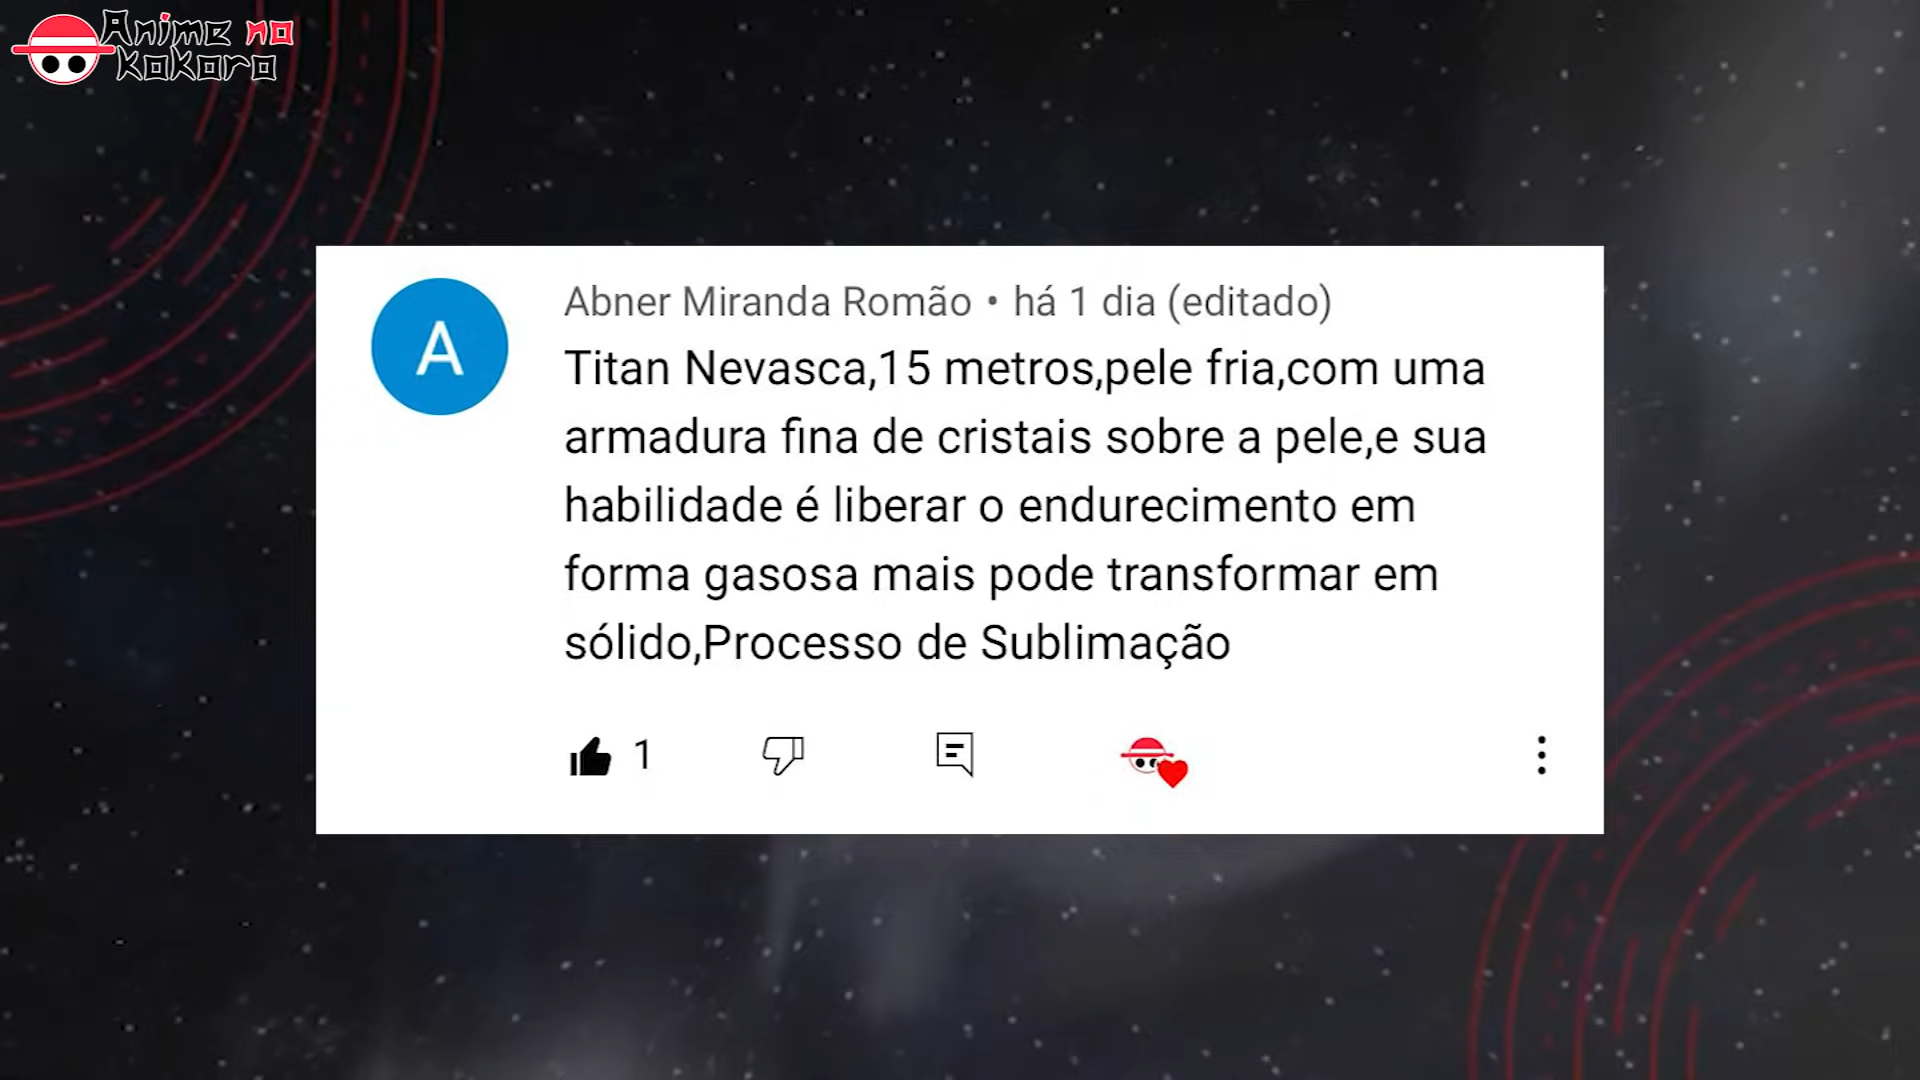 Anime no
Kokoro
A
Abner Miranda Romão • há 1 dia (editado)
Titan Nevasca,15 metros,pele fria,com uma
armadura fina de cristais sobre a pele,e sua
habilidade é liberar o endurecimento em
forma gasosa mais pode transformar em
sólido,Processo de Sublimação
1